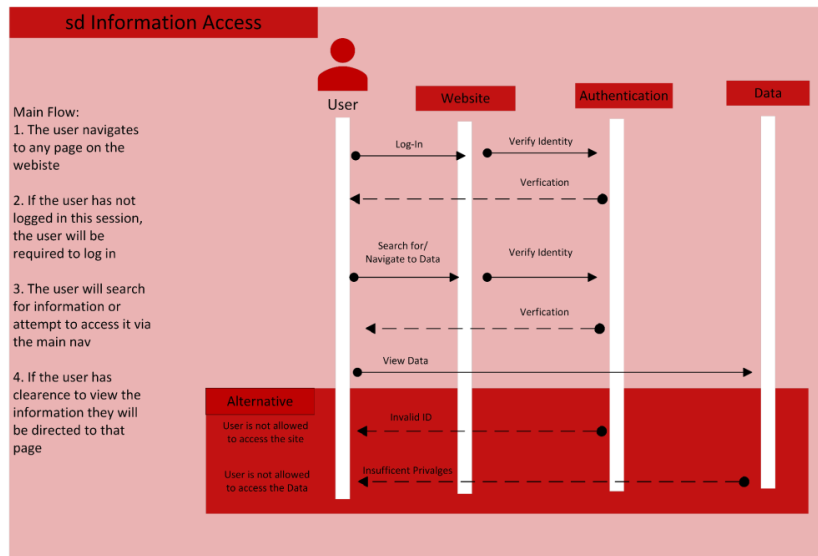 sd Information Access
User
Website
Authentication
Data
Main Flow:
1. The user navigates
to any page on the
webiste
2. If the user has not
logged in this session,
the user will be
required to log in
3. The user will search
for information or
attempt to access it via
the main nav
4. If the user has
clearence to view the
information they will
be directed to that
page
Log-In
Verify Identity
Verfication
Search for/
Navigate to Data
Verify Identity
Verfication
View Data
Alternative
User is not allowed
to access the site
Invalid ID
User is not allowed
to access the Data
Insufficent Privalges